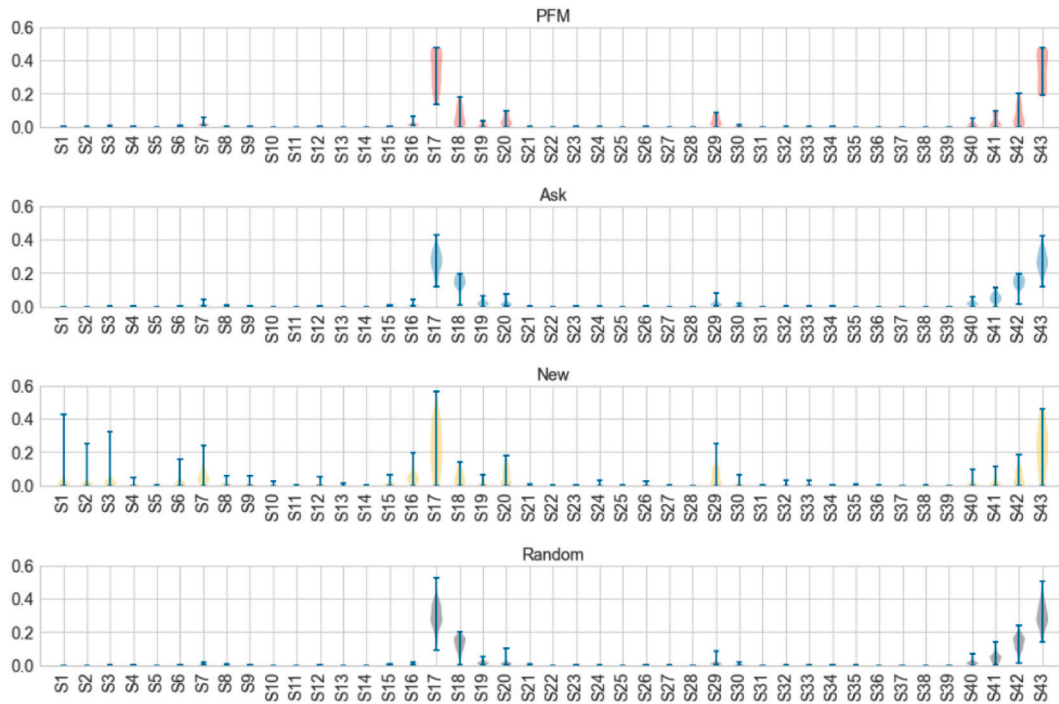 PFM
0.6
0.4
0.2
0.0
S1 S2 S3 S4 S5 S6 S7 S8 S9 S10 S11 S12 S13 S14 S15 S16 S17 S18 S19 S20 S21 S22 S23 S24 S25 S26 S27 S28 S29 S30 S31 S32 S33 S34 S35 S36 S37 S38 S39 S40 S41 S42 S43
Ask
0.6
0.4
0.2
0.0
S1 S2 S3 S4 S5 S6 S7 S8 S9 S10 S11 S12 S13 S14 S15 S16 S17 S18 S19 S20 S21 S22 S23 S24 S25 S26 S27 S28 S29 S30 S31 S32 S33 S34 S35 S36 S37 S38 S39 S40 S41 S42 S43
New
0.6
0.4
0.2
0.0
S1 S2 S3 S4 S5 S6 S7 S8 S9 S10 S11 S12 S13 S14 S15 S16 S17 S18 S19 S20 S21 S22 S23 S24 S25 S26 S27 S28 S29 S30 S31 S32 S33 S34 S35 S36 S37 S38 S39 S40 S41 S42 S43
Random
0.6
0.4
0.2
0.0
S1 S2 S3 S4 S5 S6 S7 S8 S9 S10 S11 S12 S13 S14 S15 S16 S17 S18 S19 S20 S21 S22 S23 S24 S25 S26 S27 S28 S29 S30 S31 S32 S33 S34 S35 S36 S37 S38 S39 S40 S41 S42 S43